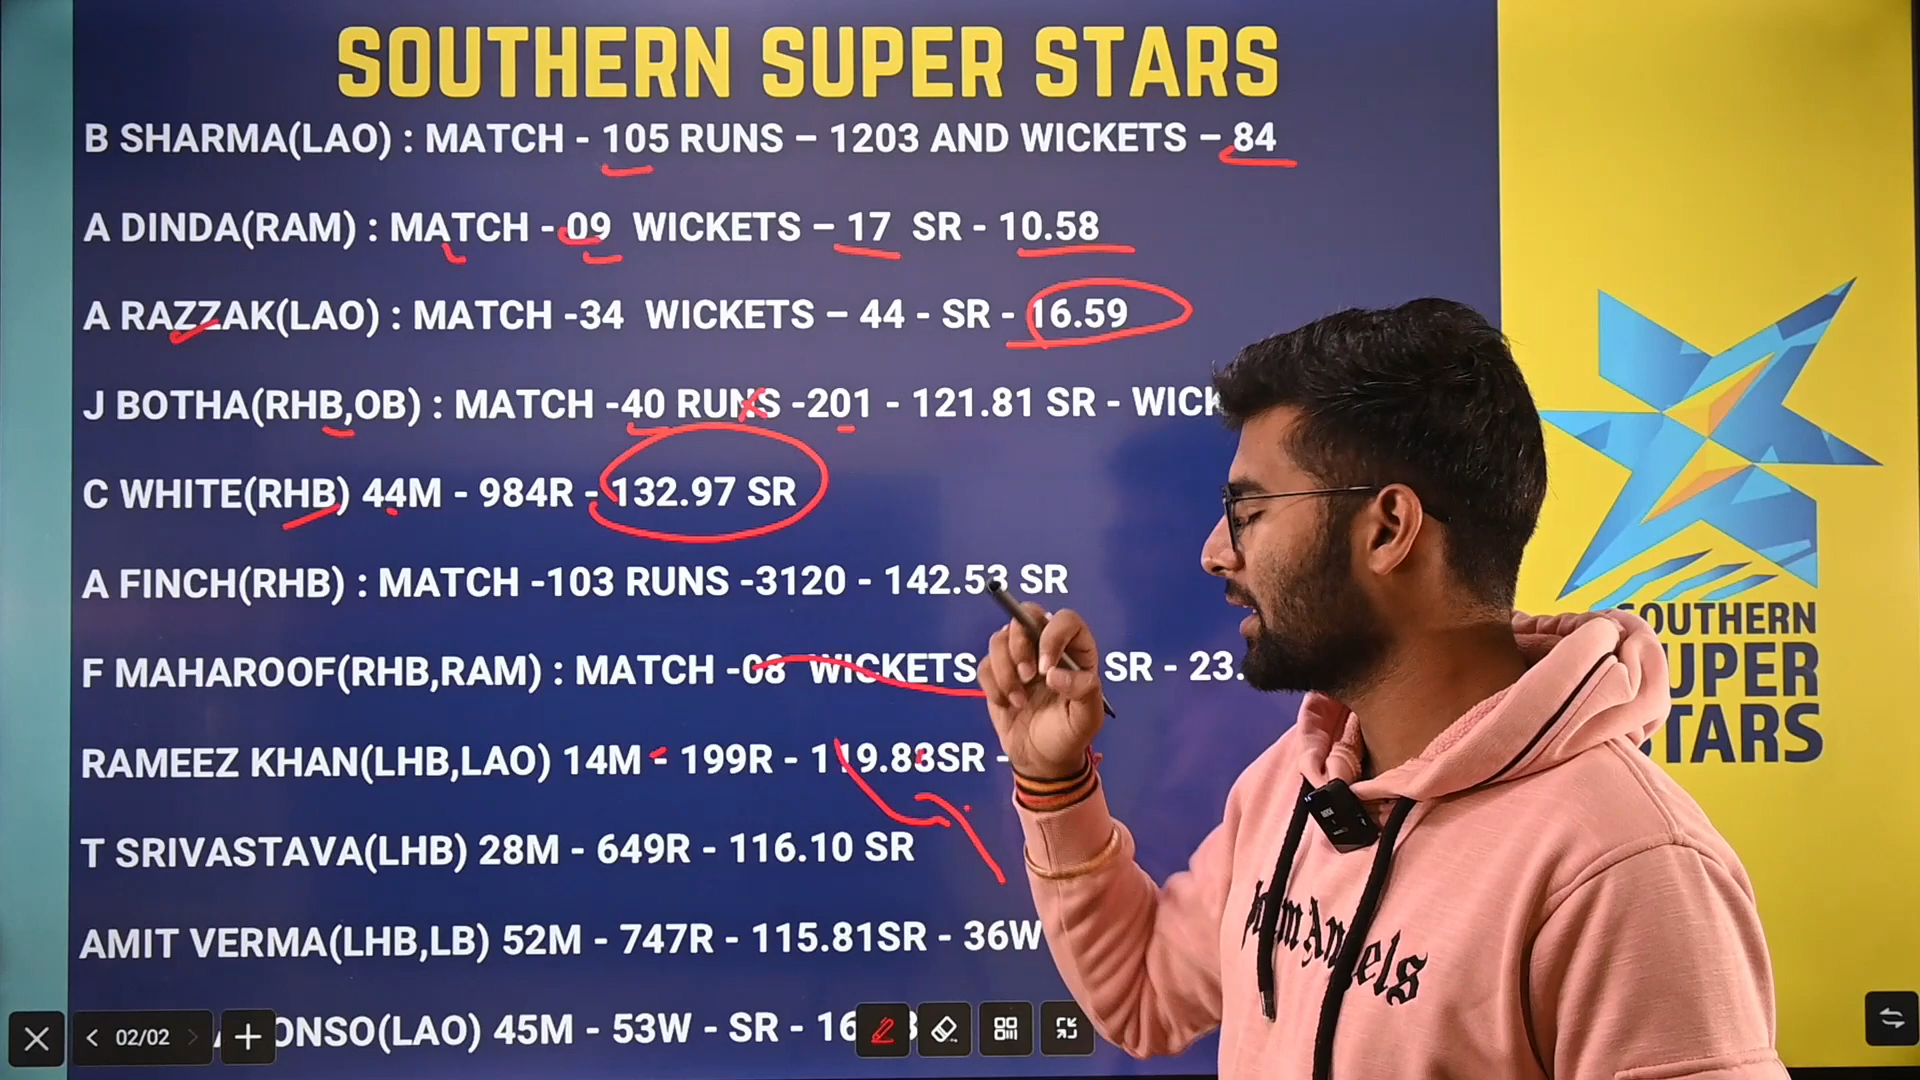 SOUTHERN SUPER STARS
B SHARMA(LAO) : MATCH - 105 RUNS – 1203 AND WICKETS – 84
A DINDA(RAM) : MATCH - 09 WICKETS – 17 SR - 10.58
A RAZZAK(LAO) : MATCH -34 WICKETS – 44 - SR - 16.59
J BOTHA(RHB,OB) : MATCH -40 RUNS -201 - 121.81 SR - WICK
C WHITE(RHB) 44M - 984R - 132.97 SR
A FINCH(RHB) : MATCH -103 RUNS -3120 - 142.53 SR
F MAHAROOF(RHB,RAM) : MATCH -08 WICKETS SR - 23.
RAMEEZ KHAN(LHB,LAO) 14M - 199R - 119.88SR -
T SRIVASTAVA(LHB) 28M - 649R - 116.10 SR
AMIT VERMA(LHB,LB) 52M - 747R - 115.81SR - 36W
ONSO(LAO) 45M - 53W - SR - 16
02/02
SOUTHERN
SUPER
STARS
Palm Angels